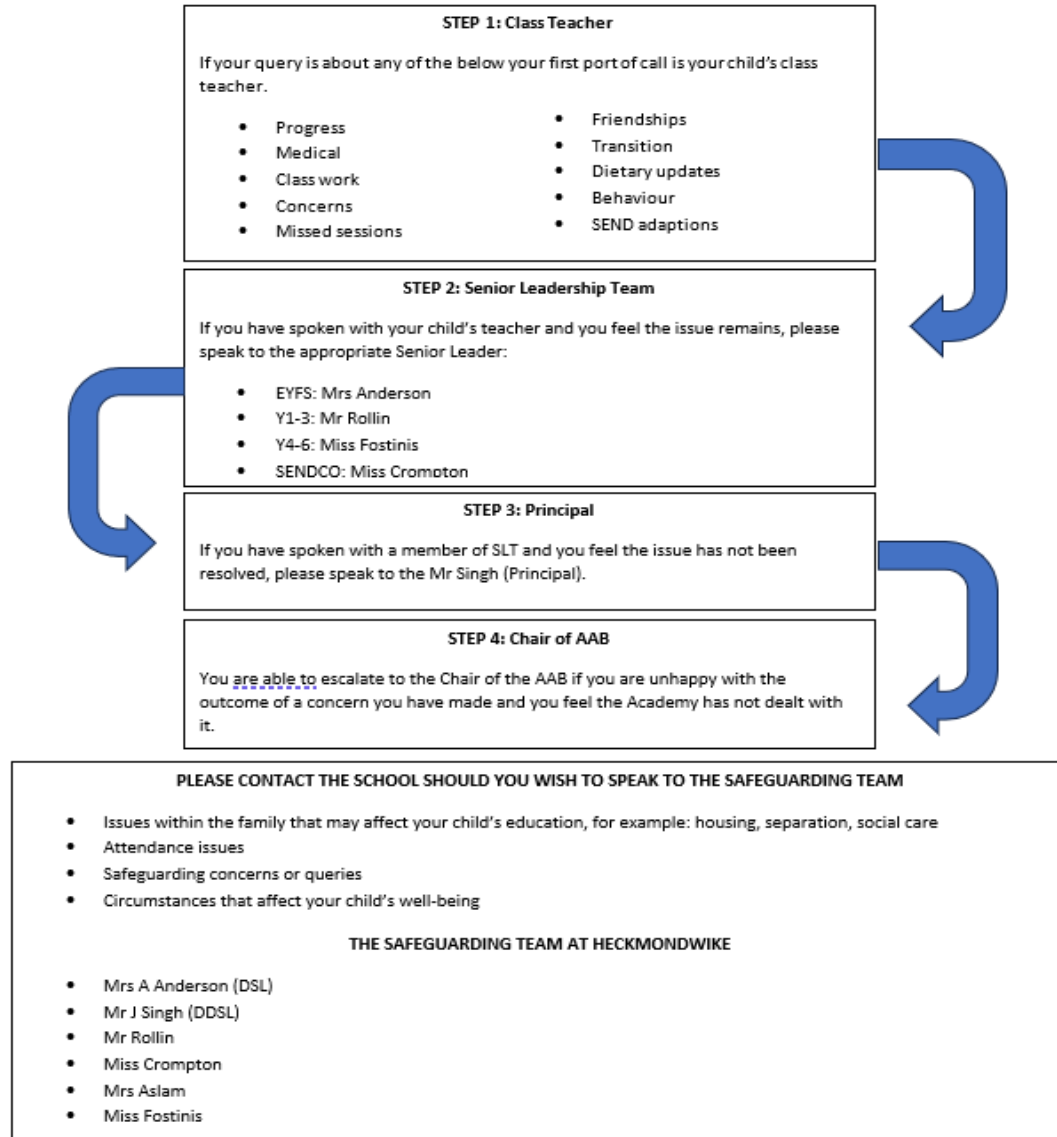 STEP 1: Class Teacher
If your query is about any of the below your first port of call is your child's class
teacher.
• Progress
• Medical
• Class work
• Concerns
• Missed sessions
• Friendships
• Transition
• Dietary updates
• Behaviour
• SEND adaptions
STEP 2: Senior Leadership Team
If you have spoken with your child's teacher and you feel the issue remains, please
speak to the appropriate Senior Leader:
• EYFS: Mrs Anderson
• Y1-3: Mr Rollin
• Y4-6: Miss Fostinis
• SENDCO: Miss Crompton
STEP 3: Principal
If you have spoken with a member of SLT and you feel the issue has not been
resolved, please speak to the Mr Singh (Principal).
STEP 4: Chair of AAB
You are able to escalate to the Chair of the AAB if you are unhappy with the
outcome of a concern you have made and you feel the Academy has not dealt with
it.
PLEASE CONTACT THE SCHOOL SHOULD YOU WISH TO SPEAK TO THE SAFEGUARDING TEAM
• Issues within the family that may affect your child's education, for example: housing, separation, social care
• Attendance issues
• Safeguarding concerns or queries
• Circumstances that affect your child's well-being
THE SAFEGUARDING TEAM AT HECKMONDWIKE
• Mrs A Anderson (DSL)
• Mr J Singh (DDSL)
• Mr Rollin
• Miss Crompton
• Mrs Aslam
• Miss Fostinis